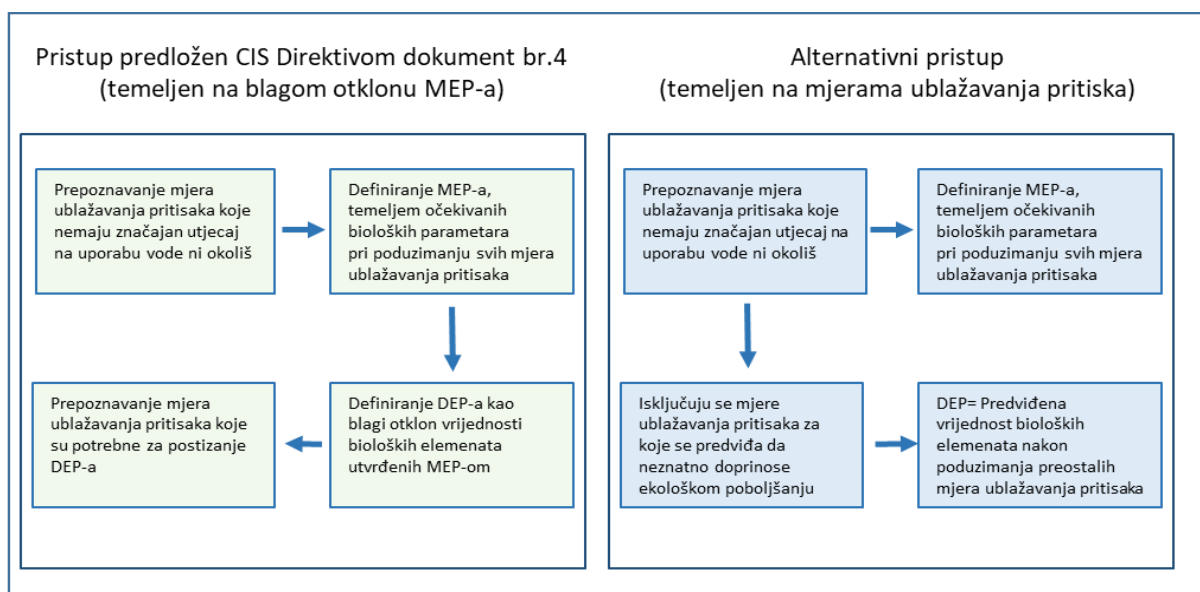 Pristup predložen CIS Direktivom dokument br.4
(temeljen na blagom otklonu MEP-a)
Prepoznavanje mjera
ublažavanja pritisaka koje
nemaju značajan utjecaj
na uporabu vode ni okoliš
Definiranje MEP-a,
temeljem očekivanih
bioloških parametara
pri poduzimanju svih mjera
ublažavanja pritisaka
Prepoznavanje mjera
ublažavanja pritisaka koje
su potrebne za postizanje
DEP-a
Definiranje DEP-a kao
blagi otklon vrijednosti
bioloških elemenata
utvrđenih MEP-om
Alternativni pristup
(temeljen na mjerama ublažavanja pritiska)
Prepoznavanje mjera
ublažavanja pritisaka koje
nemaju značajan utjecaj na
uporabu vode ni okoliš
Definiranje MEP-a,
temeljem očekivanih
bioloških parametara
pri poduzimanju svih mjera
ublažavanja pritisaka
Isključuju se mjere
ublažavanja pritisaka za
koje se predviđa da
neznatno doprinose
ekološkom poboljšanju
DEP= Predviđena
vrijednost bioloških
elemenata nakon
poduzimanja preostalih
mjera ublažavanja pritisaka